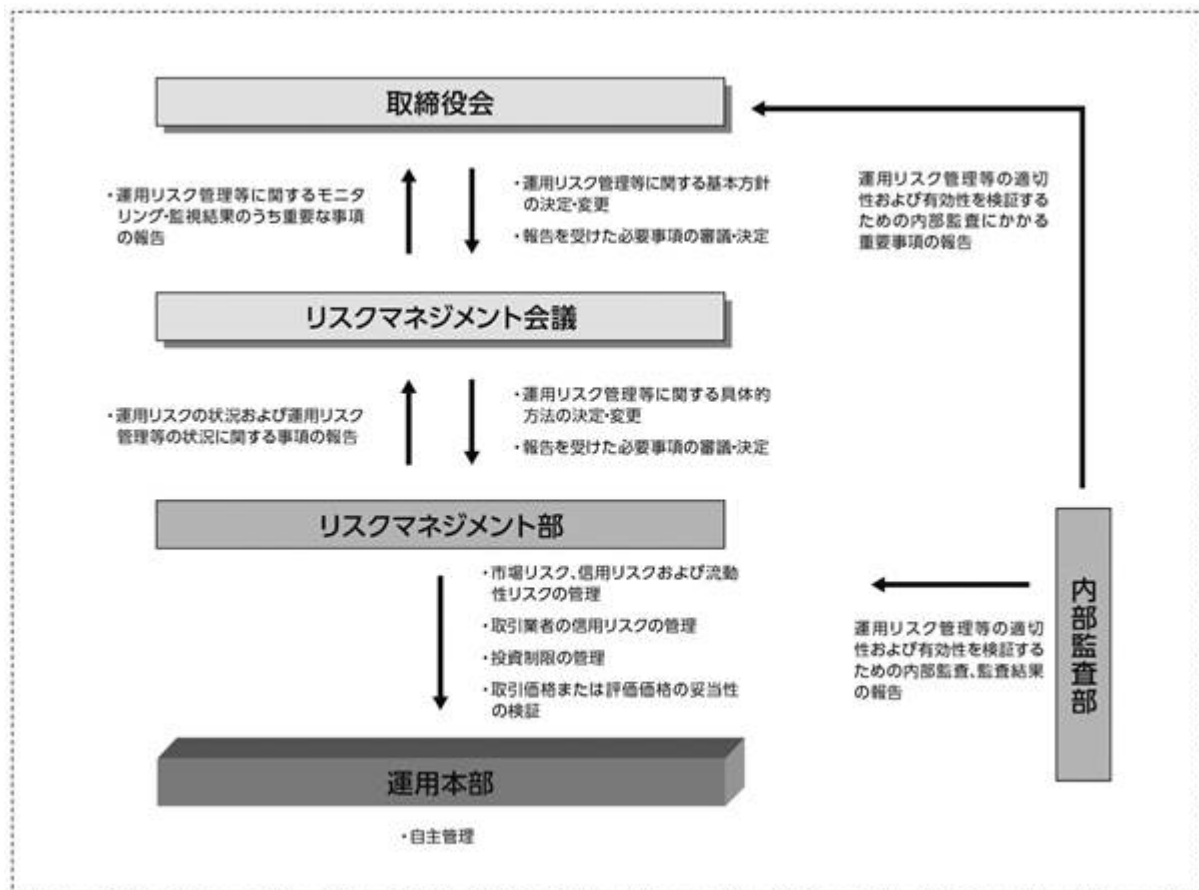 取締役会
・運用リスク管理等に関するモニタ
リング・監視結果のうち重要な事項
の報告
・運用リスク管理等に関する基本方針
の決定・変更
・報告を受けた必要事項の審議・決定
運用リスク管理等の適切
性および有効性を検証す
るための内部監査にかかる
重要事項の報告
リスクマネジメント会議
・運用リスクの状況および運用リスク
管理等の状況に関する事項の報告
・運用リスク管理等に関する具体的
方法の決定・変更
・報告を受けた必要事項の審議・決定
リスクマネジメント部
・市場リスク、信用リスクおよび流動
性リスクの管理
・取引業者の信用リスクの管理
・投資制限の管理
・取引価格または評価価格の妥当性
の検証
運用リスク管理等の適切
性および有効性を検証する
ための内部監査、監査結果
の報告
内部監査部
運用本部
・自主管理